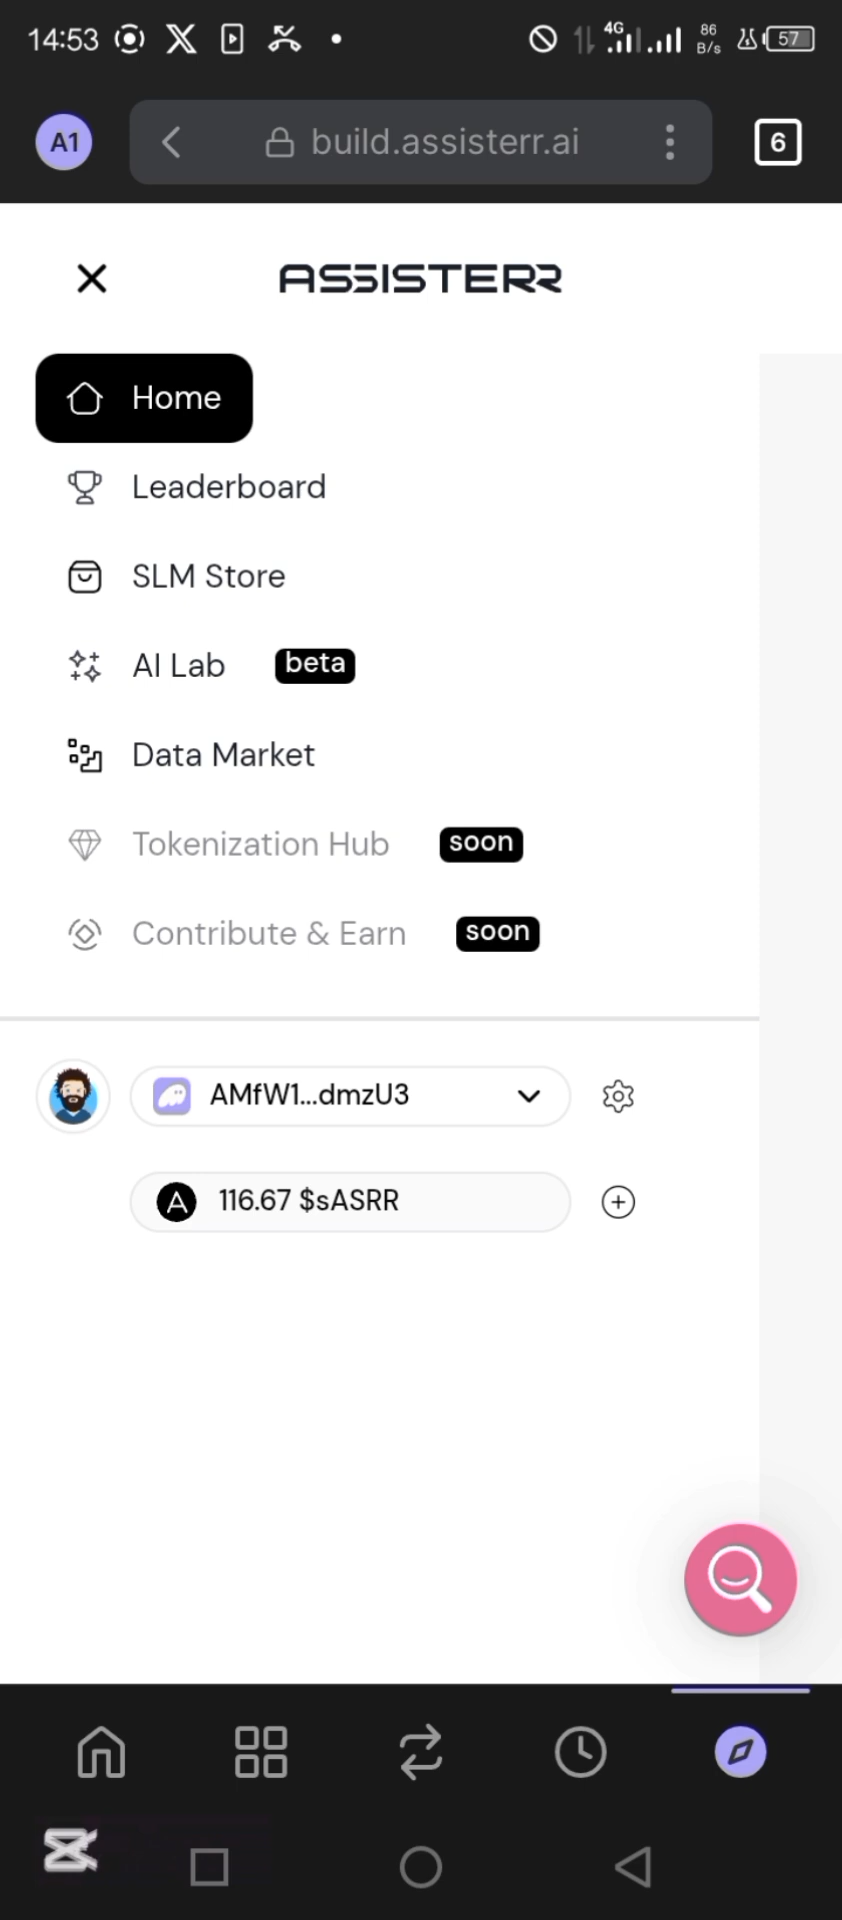 14:53
4G
86
B/s
57
A1
build.assisterr.ai
6
ASSISTERR
Home
Leaderboard
SLM Store
AI Lab beta
Data Market
Tokenization Hub soon
Contribute & Earn soon
AMfW1...dmzU3
116.67 $sASRR